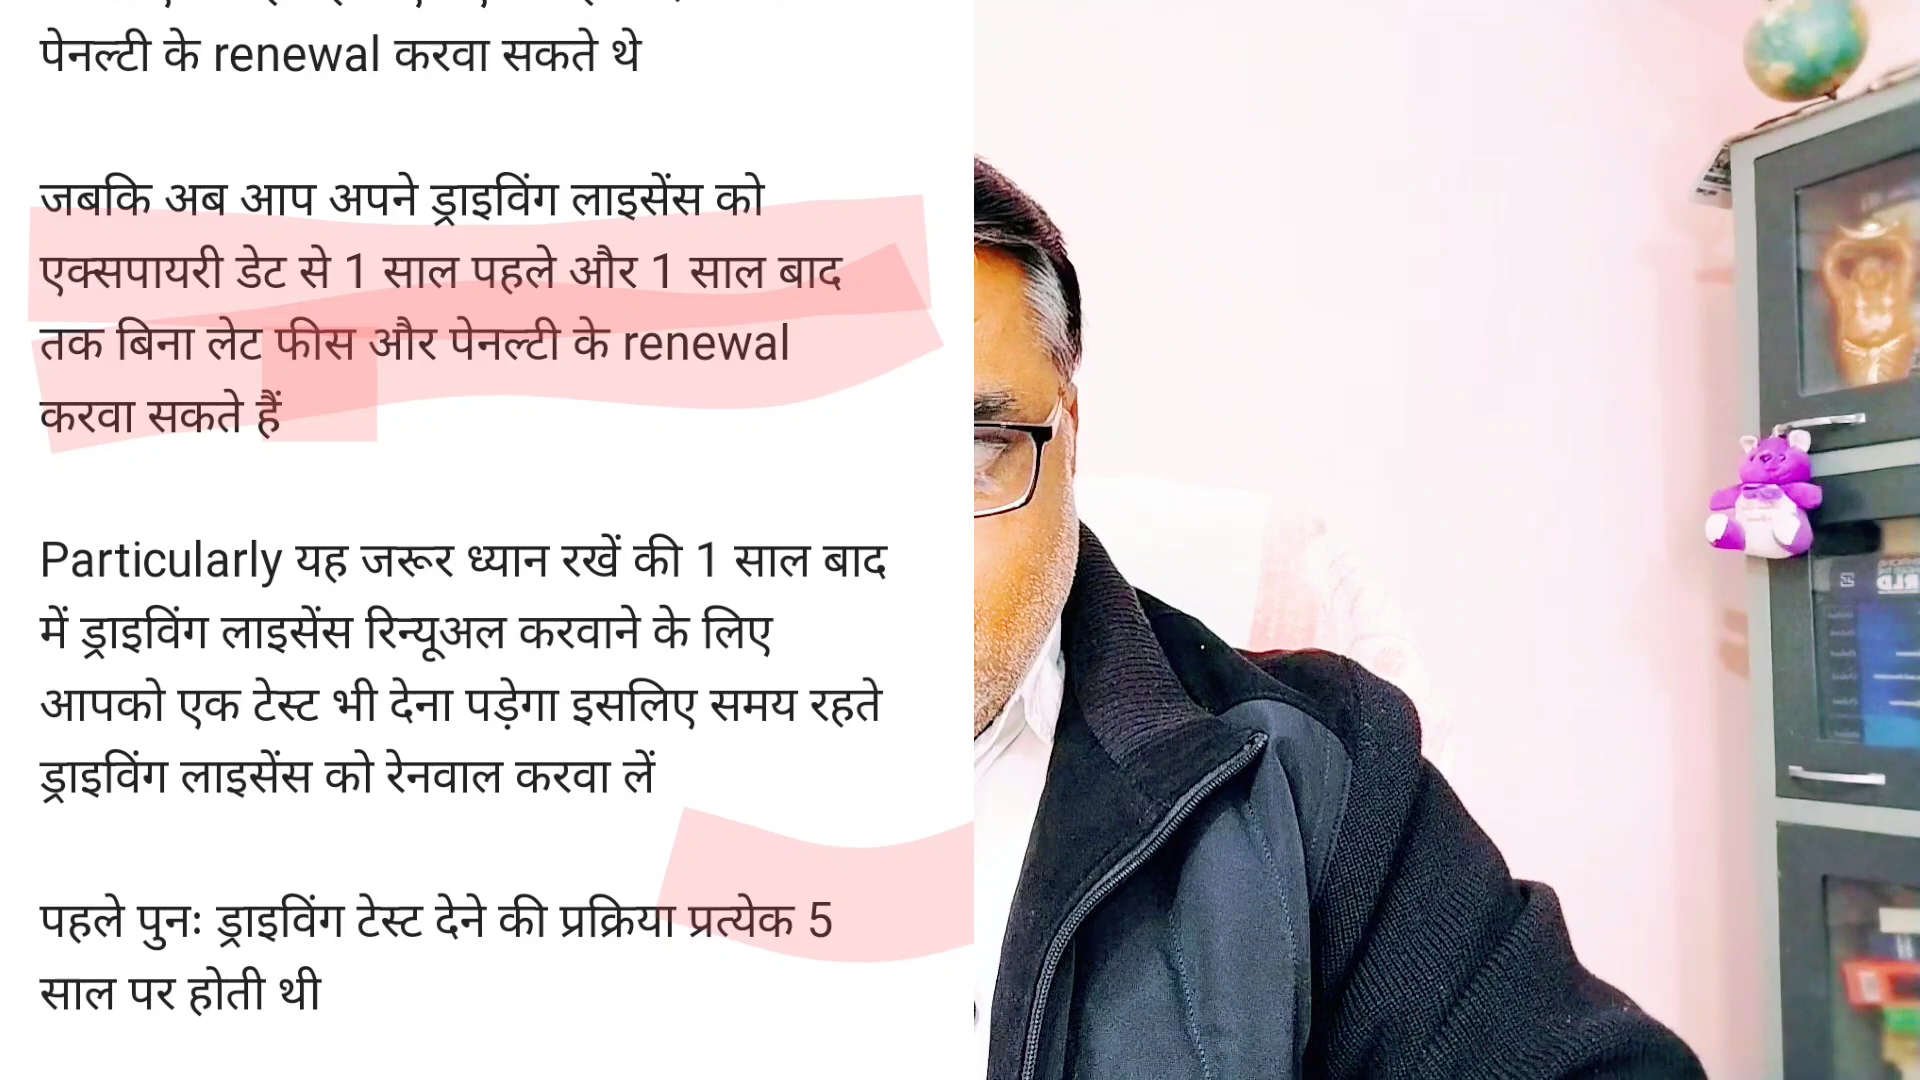 पेनल्टी के renewal करवा सकते थे
जबकि अब आप अपने ड्राइविंग लाइसेंस को
एक्सपायरी डेट से 1 साल पहले और 1 साल बाद
तक बिना लेट फीस और पेनल्टी के renewal
करवा सकते हैं
Particularly यह जरूर ध्यान रखें की 1 साल बाद
में ड्राइविंग लाइसेंस रिन्यूअल करवाने के लिए
आपको एक टेस्ट भी देना पड़ेगा इसलिए समय रहते
ड्राइविंग लाइसेंस को रेनवाल करवा लें
पहले पुनः ड्राइविंग टेस्ट देने की प्रक्रिया प्रत्येक 5
साल पर होती थी